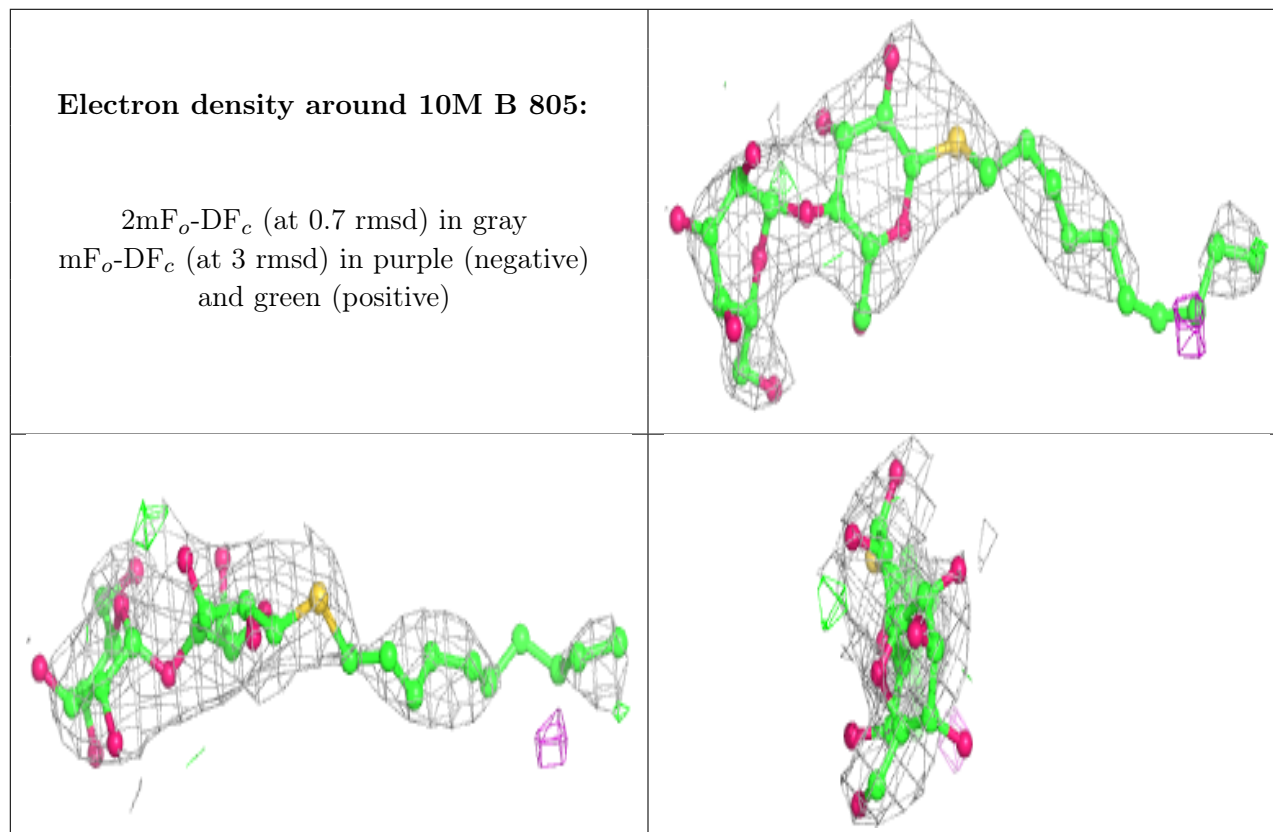 Electron density around 10M B 805:
2mFₒ-DF𝒸 (at 0.7 rmsd) in gray
mFₒ-DF𝒸 (at 3 rmsd) in purple (negative)
and green (positive)